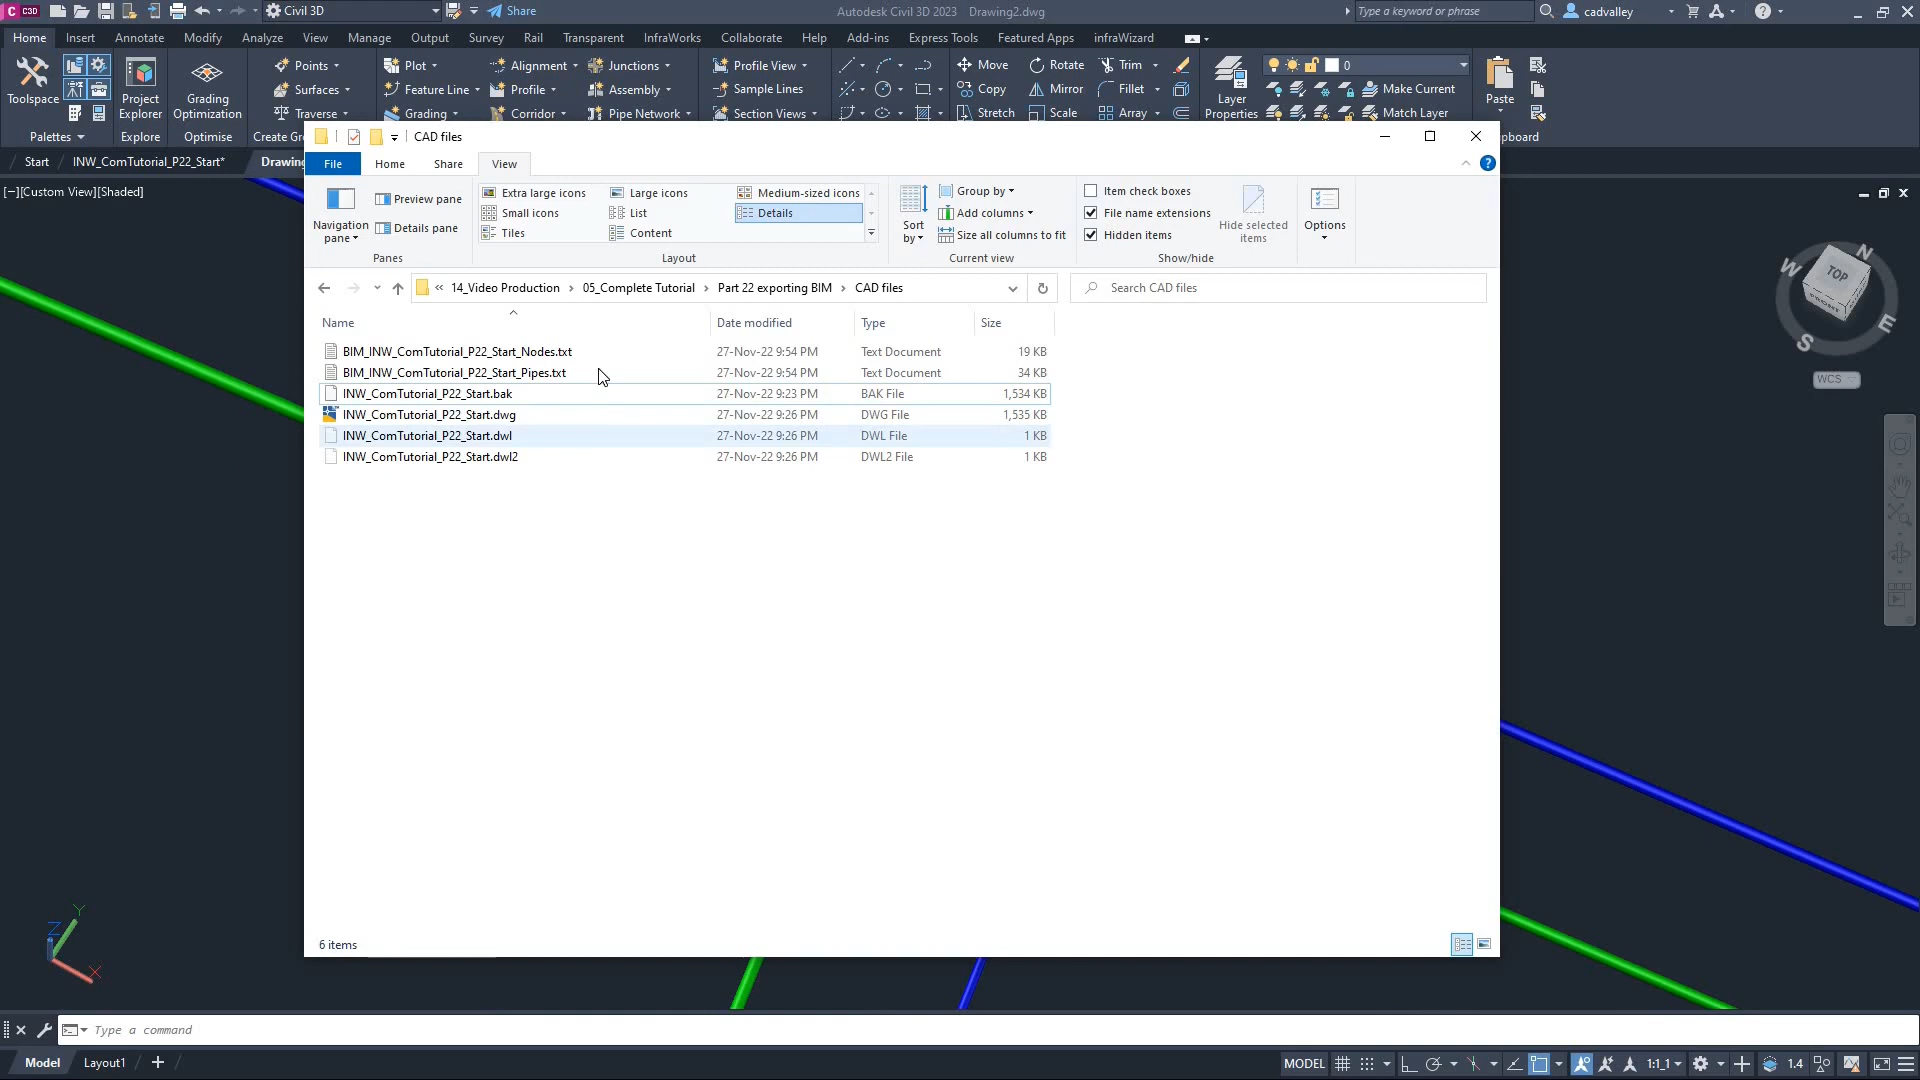 C C3D Civil 3D Share Autodesk Civil 3D 2023 Drawing2.dwg Type a keyword or phrase cadvalley
Home Insert Annotate Modify Analyze View Manage Output Survey Rail Transparent InfraWorks Collaborate Help Add-ins Express Tools Featured Apps infraWizard
Points Plot Alignment Junctions Profile View Move Rotate Trim 0
Surfaces Feature Line Profile Assembly Sample Lines Copy Mirror Fillet Make Current
Toolspace Project Explorer Grading Optimization Layer Properties Paste
Traverse Grading Corridor Pipe Network Section Views Stretch Scale Array Match Layer
Palettes Explore Optimise Create Gr CAD files pboard
Start INW_ComTutorial_P22_Start* Drawing
File Home Share View
[−][Custom View][Shaded]
Navigation pane Preview pane Details pane
Extra large icons Large icons Medium-sized icons
Small icons List Details
Tiles Content
Sort by Group by Add columns Size all columns to fit
Item check boxes
File name extensions
Hidden items
Hide selected items Options
Panes Layout Current view Show/hide
« 14_Video Production 05_Complete Tutorial Part 22 exporting BIM CAD files Search CAD files
Name Date modified Type Size
BIM_INW_ComTutorial_P22_Start_Nodes.txt 27-Nov-22 9:54 PM Text Document 19 KB
BIM_INW_ComTutorial_P22_Start_Pipes.txt 27-Nov-22 9:54 PM Text Document 34 KB
INW_ComTutorial_P22_Start.bak 27-Nov-22 9:23 PM BAK File 1,534 KB
INW_ComTutorial_P22_Start.dwg 27-Nov-22 9:26 PM DWG File 1,535 KB
INW_ComTutorial_P22_Start.dwl 27-Nov-22 9:26 PM DWL File 1 KB
INW_ComTutorial_P22_Start.dwl2 27-Nov-22 9:26 PM DWL2 File 1 KB
N
W TOP
FRONT E
S
WCS
6 items
Y
Z
X
Type a command
Model Layout1 + MODEL 1:1_1 1.4